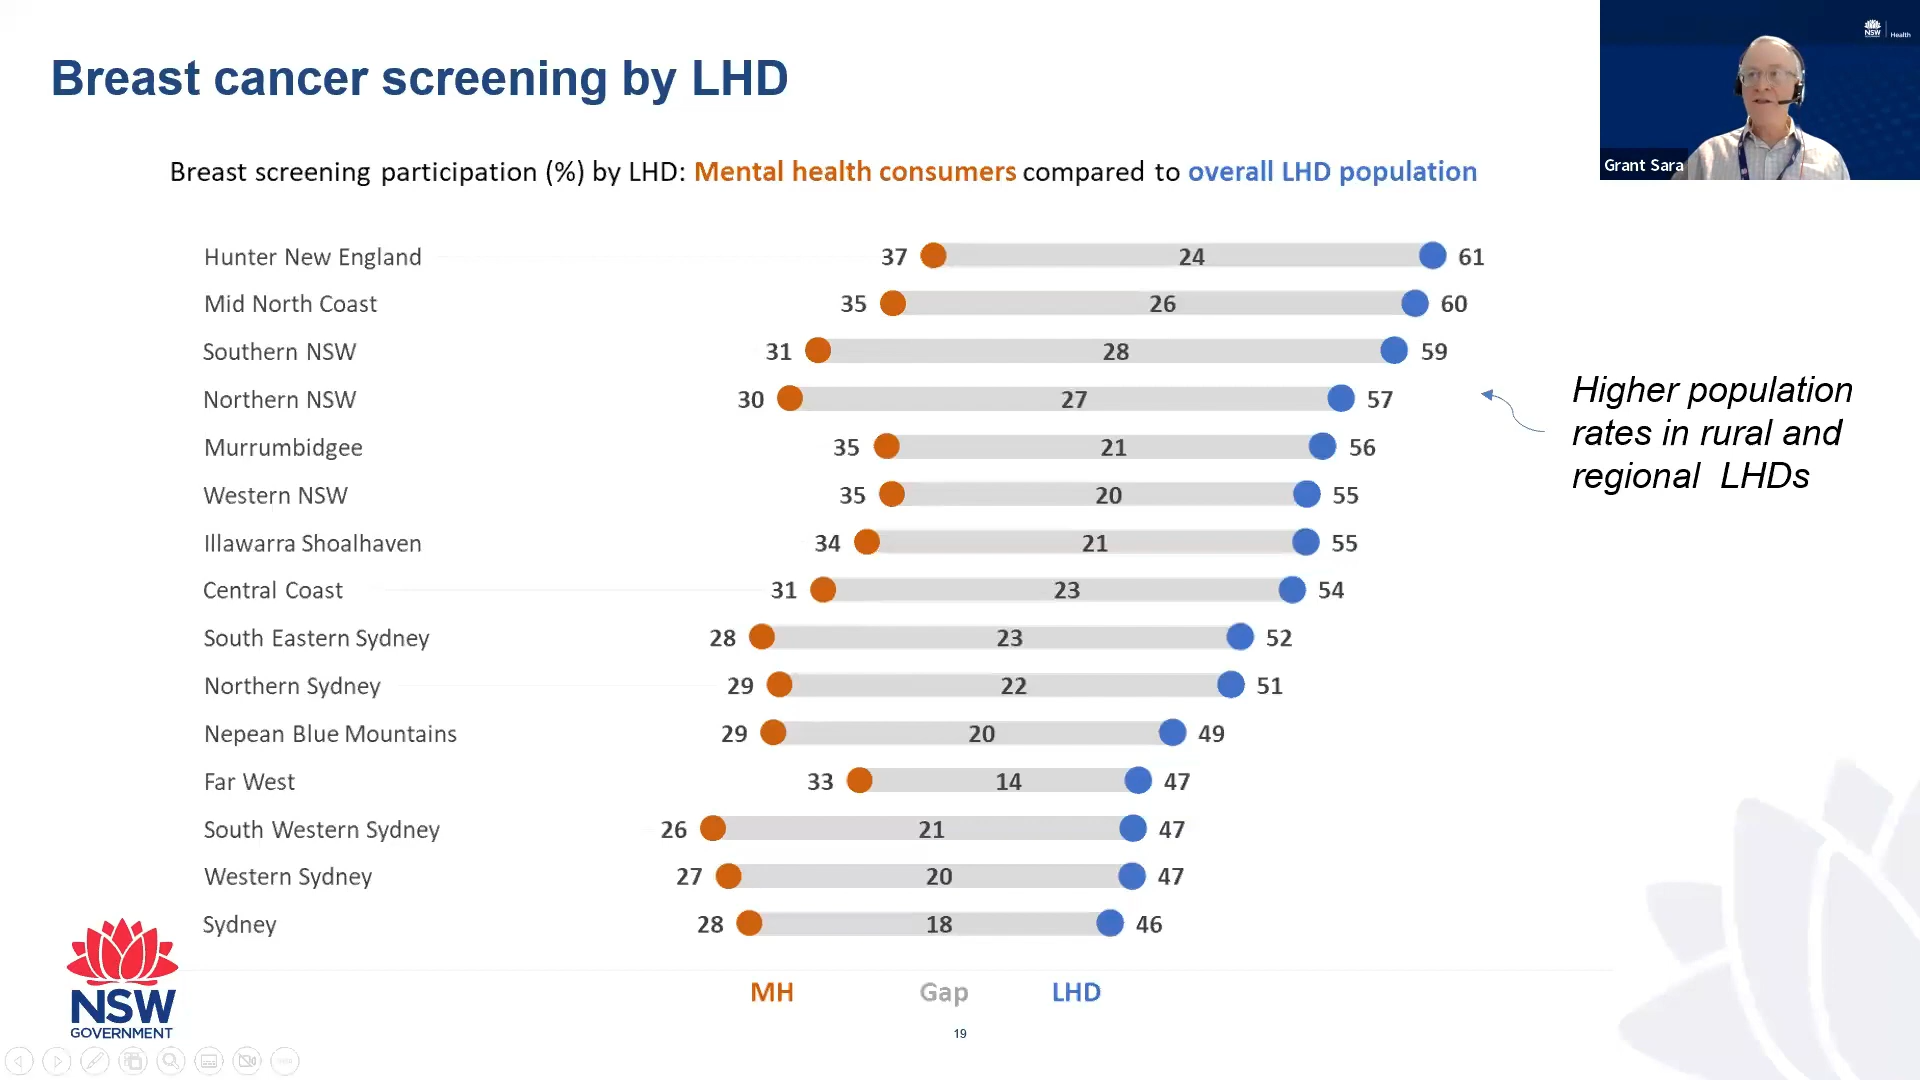 Breast cancer screening by LHD
NSW
Health
Grant Sara
Breast screening participation (%) by LHD: Mental health consumers compared to overall LHD population
Hunter New England 37 24 61
Mid North Coast 35 26 60
Southern NSW 31 28 59
Northern NSW 30 27 57
Murrumbidgee 35 21 56
Western NSW 35 20 55
Illawarra Shoalhaven 34 21 55
Central Coast 31 23 54
South Eastern Sydney 28 23 52
Northern Sydney 29 22 51
Nepean Blue Mountains 29 20 49
Far West 33 14 47
South Western Sydney 26 21 47
Western Sydney 27 20 47
Sydney 28 18 46
Higher population
rates in rural and
regional LHDs
MH Gap LHD
NSW
GOVERNMENT
19